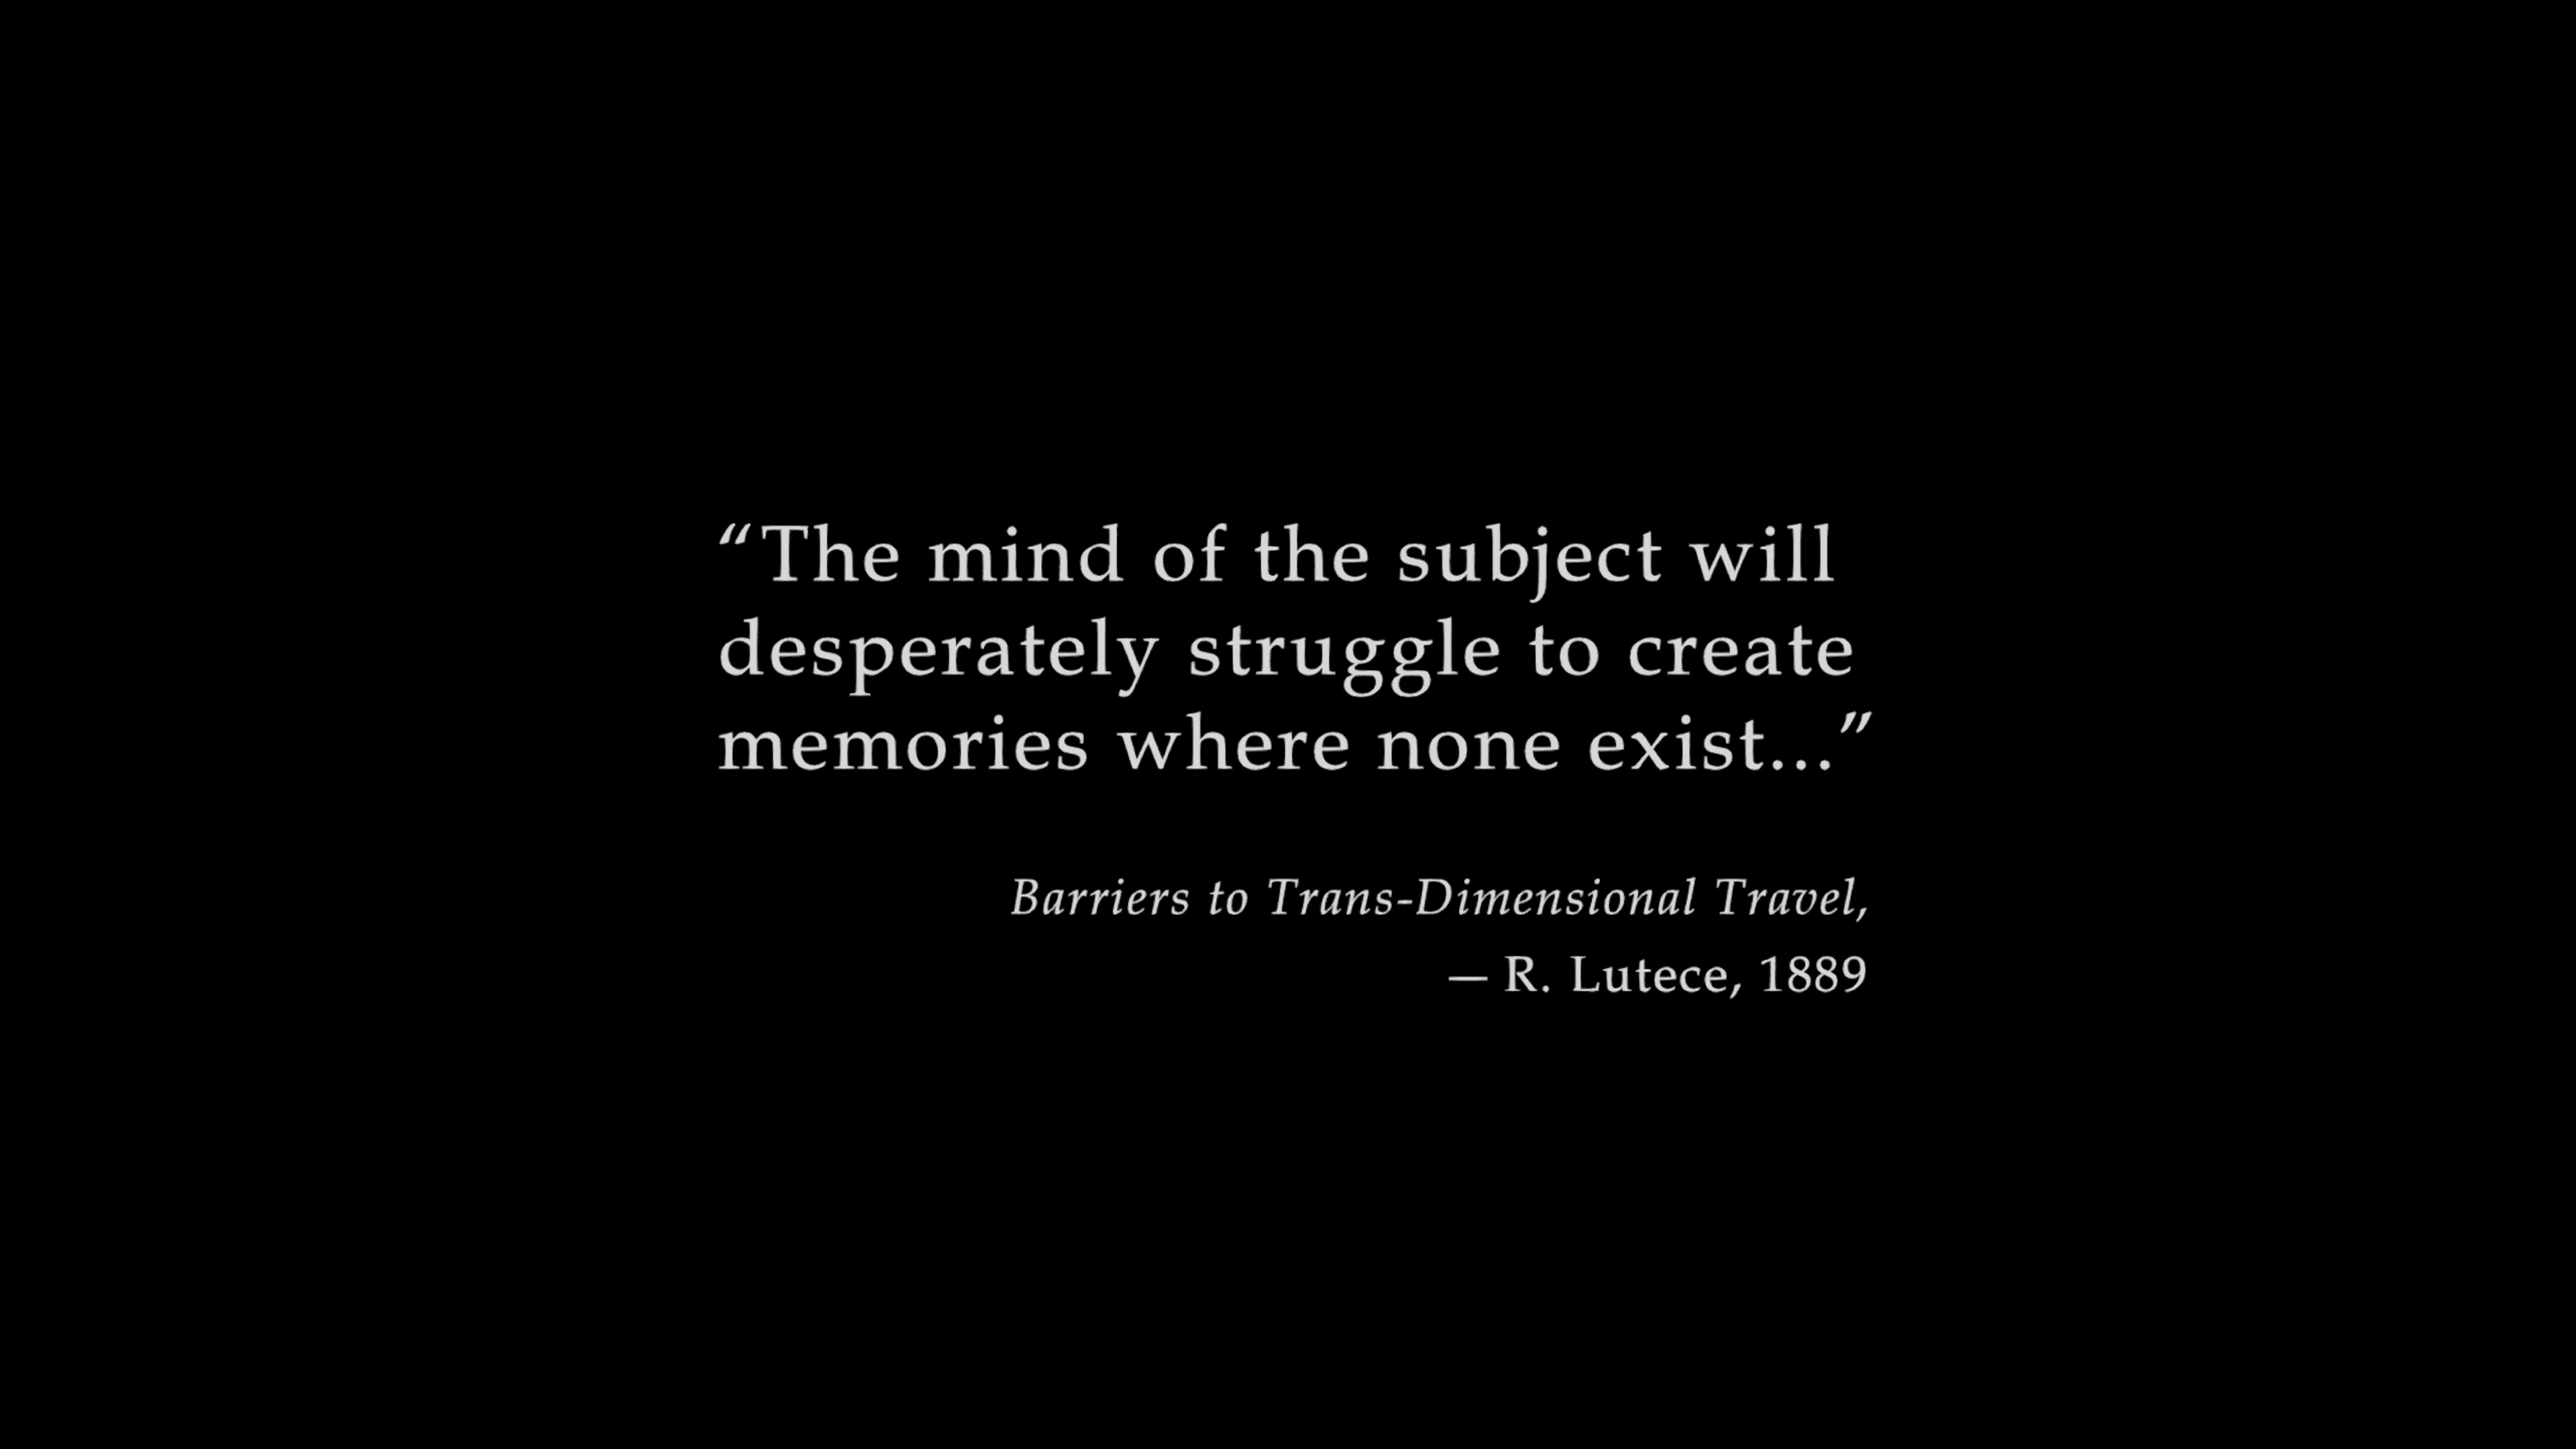 “The mind of the subject will
desperately struggle to create
memories where none exist...”
Barriers to Trans-Dimensional Travel,
— R. Lutece, 1889